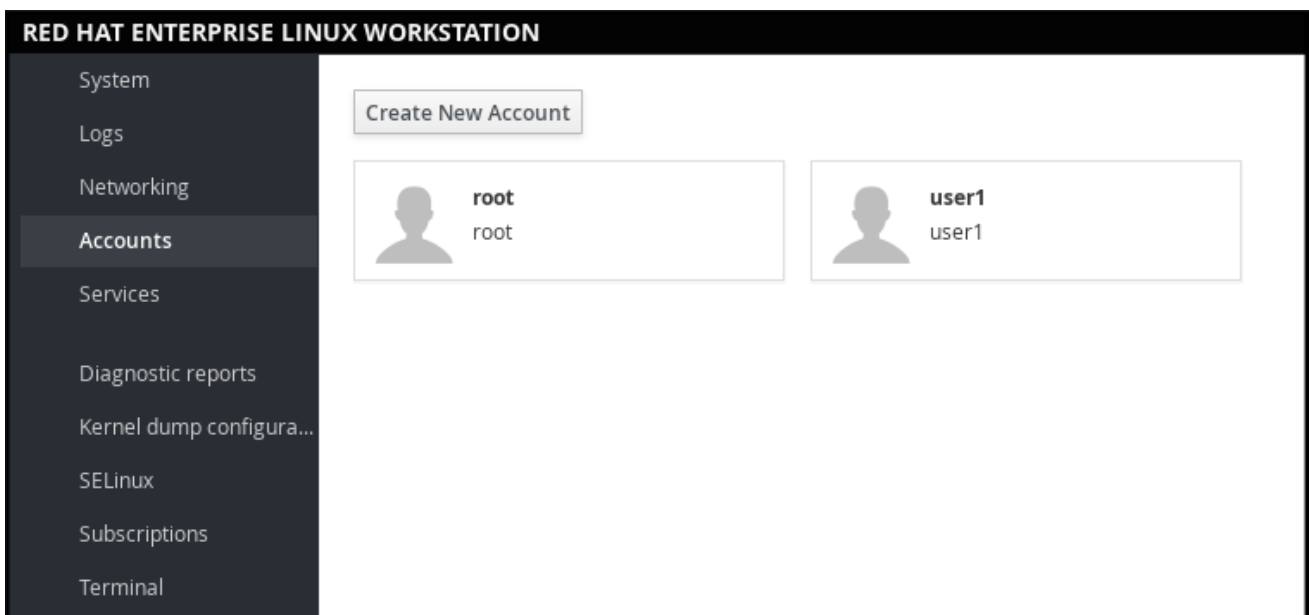 RED HAT ENTERPRISE LINUX WORKSTATION
System
Logs
Networking
Accounts
Services
Diagnostic reports
Kernel dump configura...
SELinux
Subscriptions
Terminal
Create New Account
root
root
user1
user1